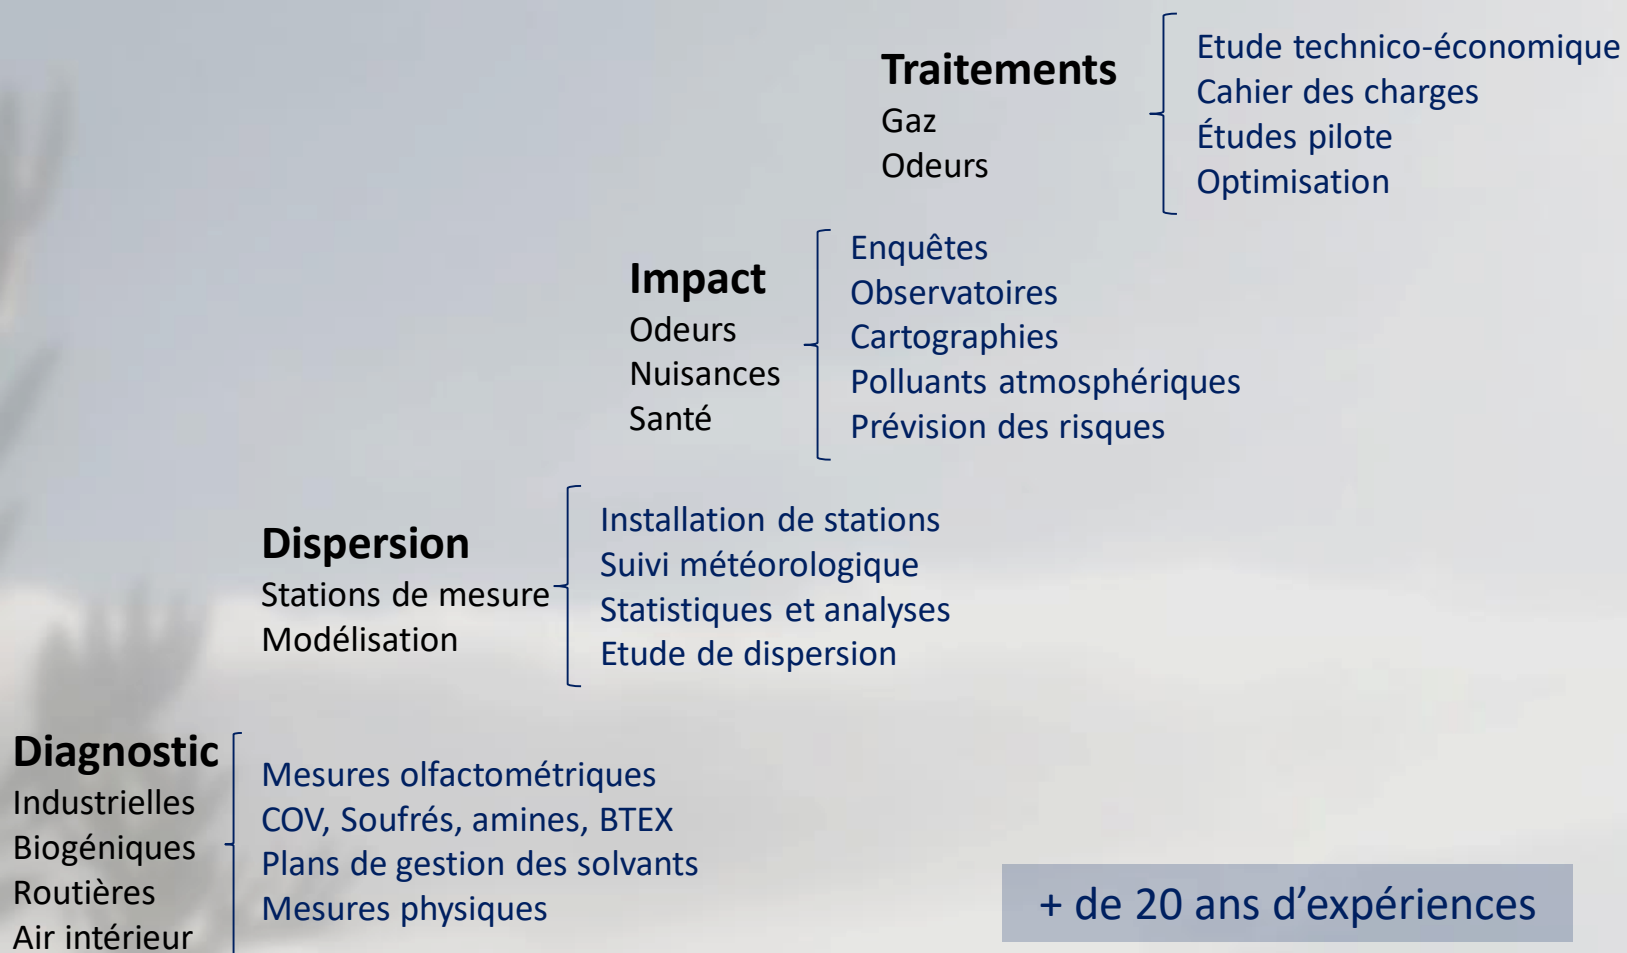 Traitements
Gaz
Odeurs
Etude technico-économique
Cahier des charges
Études pilote
Optimisation
Impact
Odeurs
Nuisances
Santé
Enquêtes
Observatoires
Cartographies
Polluants atmosphériques
Prévision des risques
Dispersion
Stations de mesure
Modélisation
Installation de stations
Suivi météorologique
Statistiques et analyses
Etude de dispersion
Diagnostic
Industrielles
Biogéniques
Routières
Air intérieur
Mesures olfactométriques
COV, Soufrés, amines, BTEX
Plans de gestion des solvants
Mesures physiques
+ de 20 ans d’expériences